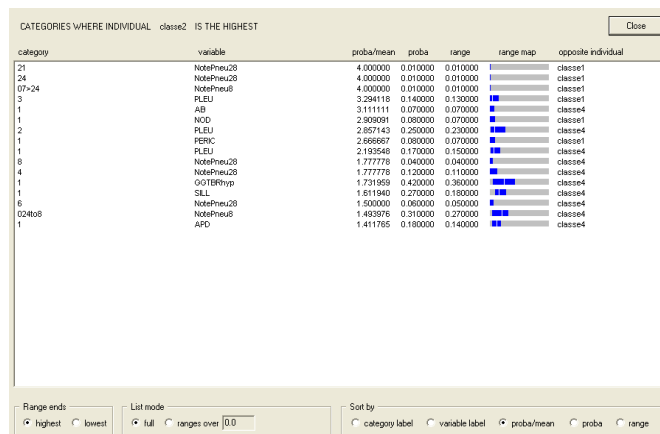 CATEGORIES WHERE INDIVIDUAL classe2 IS THE HIGHEST
Close
category variable proba/mean proba range range map opposite individual
21 NotePneu28 4.000000 0.010000 0.010000 classe1
24 NotePneu28 4.000000 0.010000 0.010000 classe1
07>24 NotePneu8 4.000000 0.010000 0.010000 classe1
3 PLEU 3.294118 0.140000 0.130000 classe1
1 AB 3.111111 0.070000 0.070000 classe4
1 NOD 2.909091 0.080000 0.070000 classe1
2 PLEU 2.857143 0.250000 0.230000 classe4
1 PERIC 2.666667 0.080000 0.070000 classe1
1 PLEU 2.193548 0.170000 0.150000 classe4
8 NotePneu28 1.777778 0.040000 0.040000 classe4
4 NotePneu28 1.777778 0.120000 0.110000 classe4
1 GGTBRhyp 1.731959 0.420000 0.360000 classe4
1 SILL 1.611940 0.270000 0.180000 classe4
6 NotePneu28 1.500000 0.060000 0.050000 classe4
024to8 NotePneu8 1.493976 0.310000 0.270000 classe4
1 APD 1.411765 0.180000 0.140000 classe4
Range ends List mode Sort by
highest lowest full ranges over 0.0 category label variable label proba/mean proba range